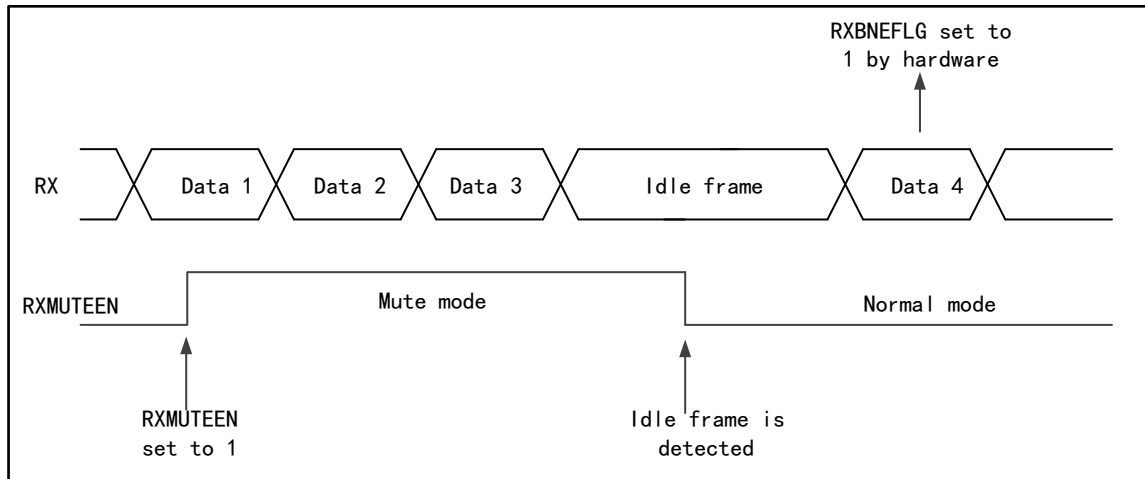 RXBNEFLG set to
1 by hardware
RX
Data 1
Data 2
Data 3
Idle frame
Data 4
RXMUTEEN
Mute mode
Normal mode
RXMUTEEN
set to 1
Idle frame is
detected